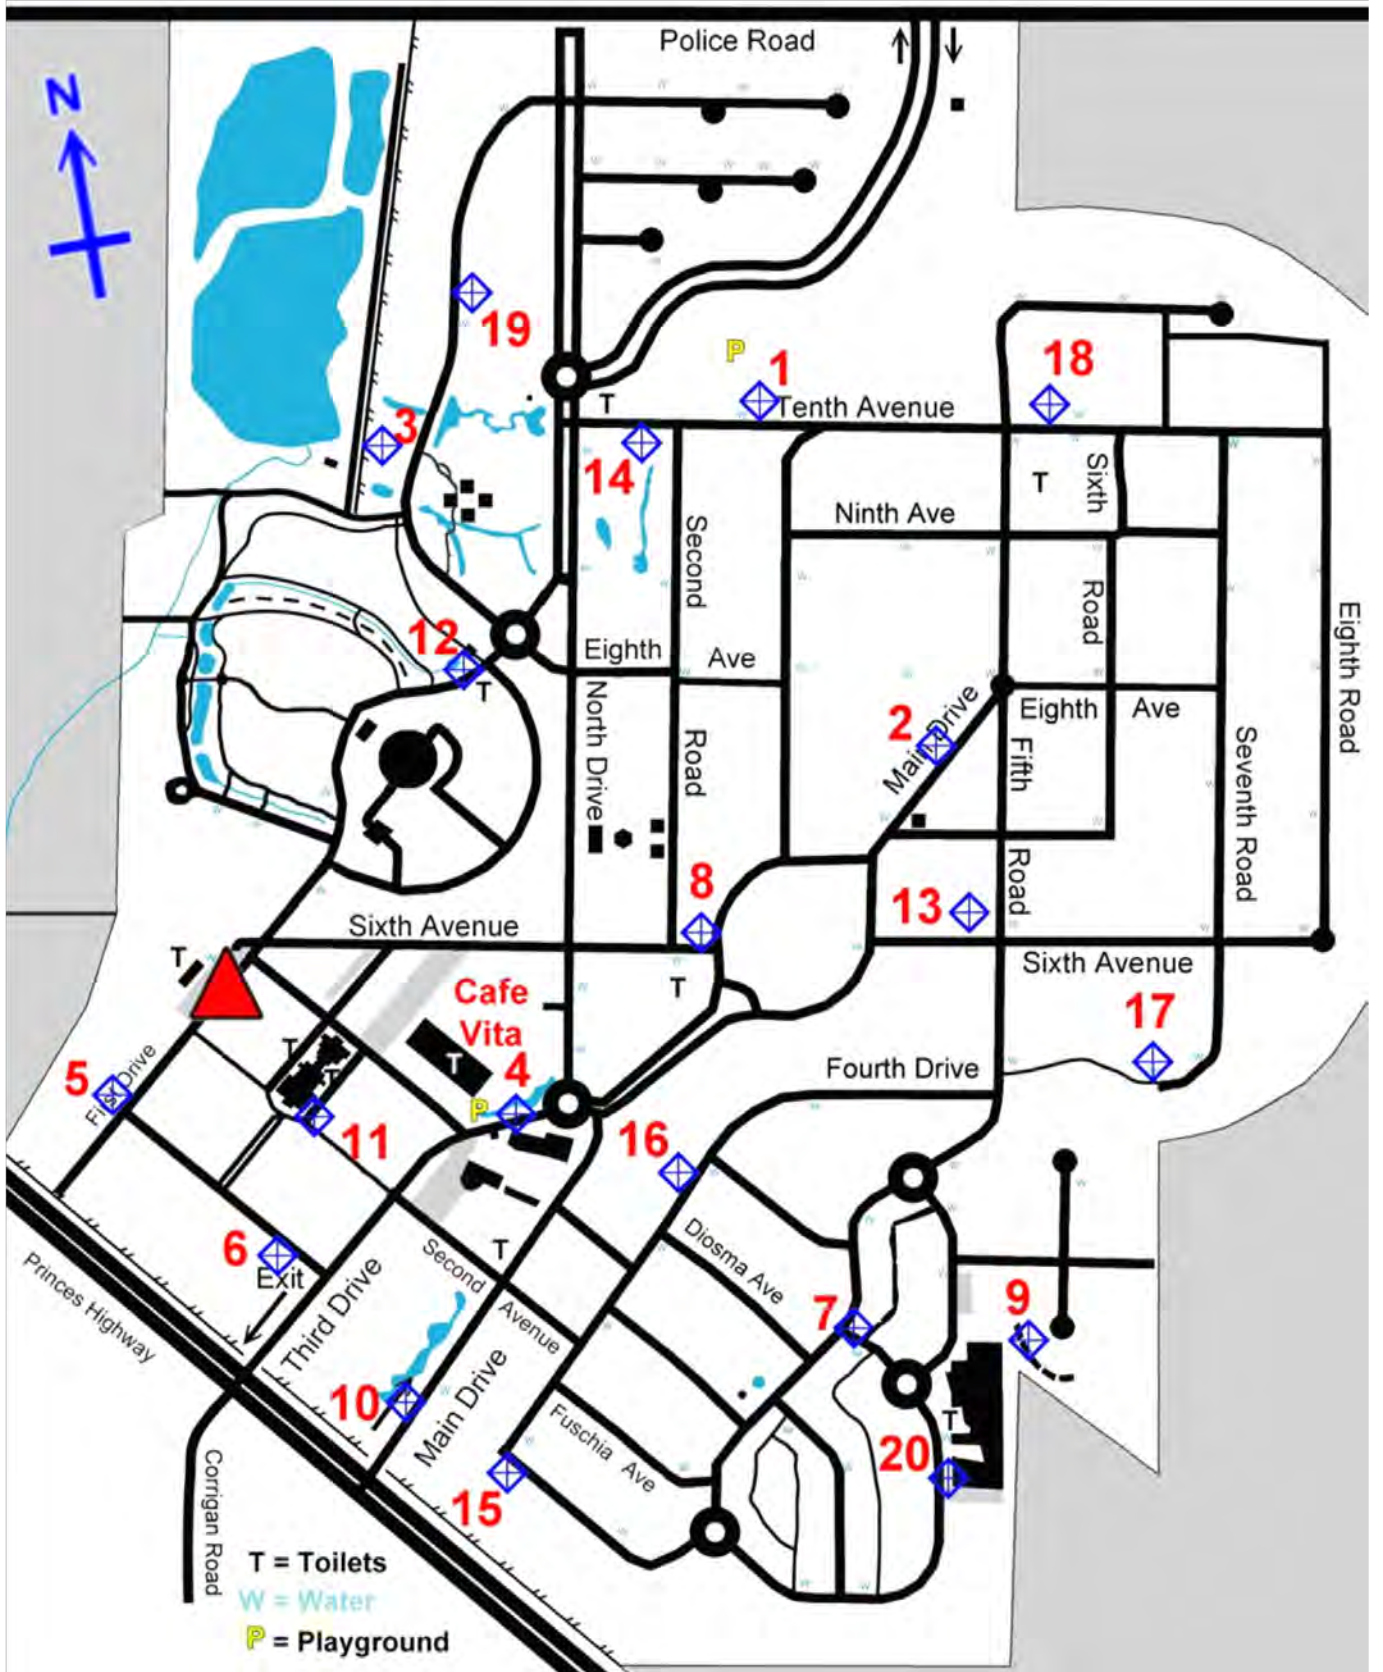 Police Road
N
19
P
1
18
T
Tenth Avenue
3
14
T
Sixth
Ninth Ave
Second
Road
Eighth Road
12
T
Eighth
Ave
North Drive
Road
2
Main Drive
Eighth
Ave
Fifth
Seventh Road
8
13
Road
Sixth Avenue
T
T
Sixth Avenue
Cafe
Vita
17
T
T
T
4
Fourth Drive
5
First Drive
P
11
16
6
Exit
Second
Avenue
T
Diosma Ave
Princes Highway
Third Drive
7
9
10
Main Drive
Fuschia Ave
T
20
15
Corrigan Road
T = Toilets
W = Water
P = Playground